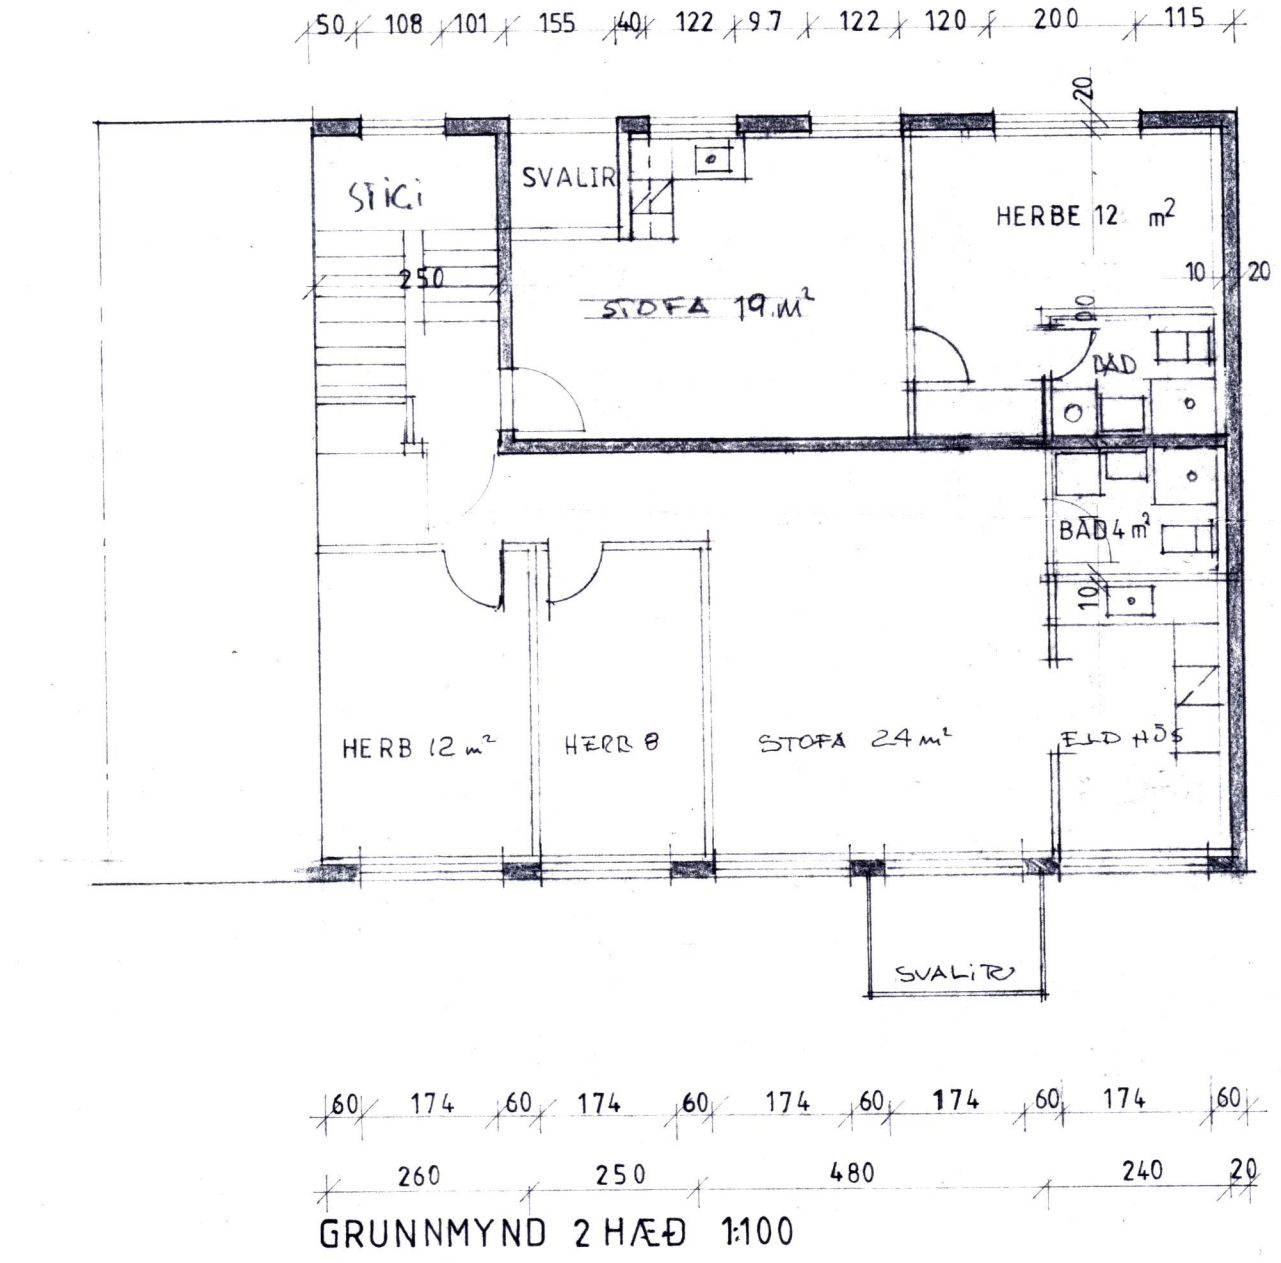 50 108 101 155 40 122 9.7 122 120 200 115
20
STIGI
SVALIR
HERBE 12 m²
250
STOFA 19.M²
10 20
BAD
BAÐ 4 m²
10
HERB 12 m²
HERB 8
STOFA 24 m²
ELD HÚS
SVALIR
60 174 60 174 60 174 60 174 60 174 60
260 250 480 240 20
GRUNNMYND 2 HÆÐ 1:100